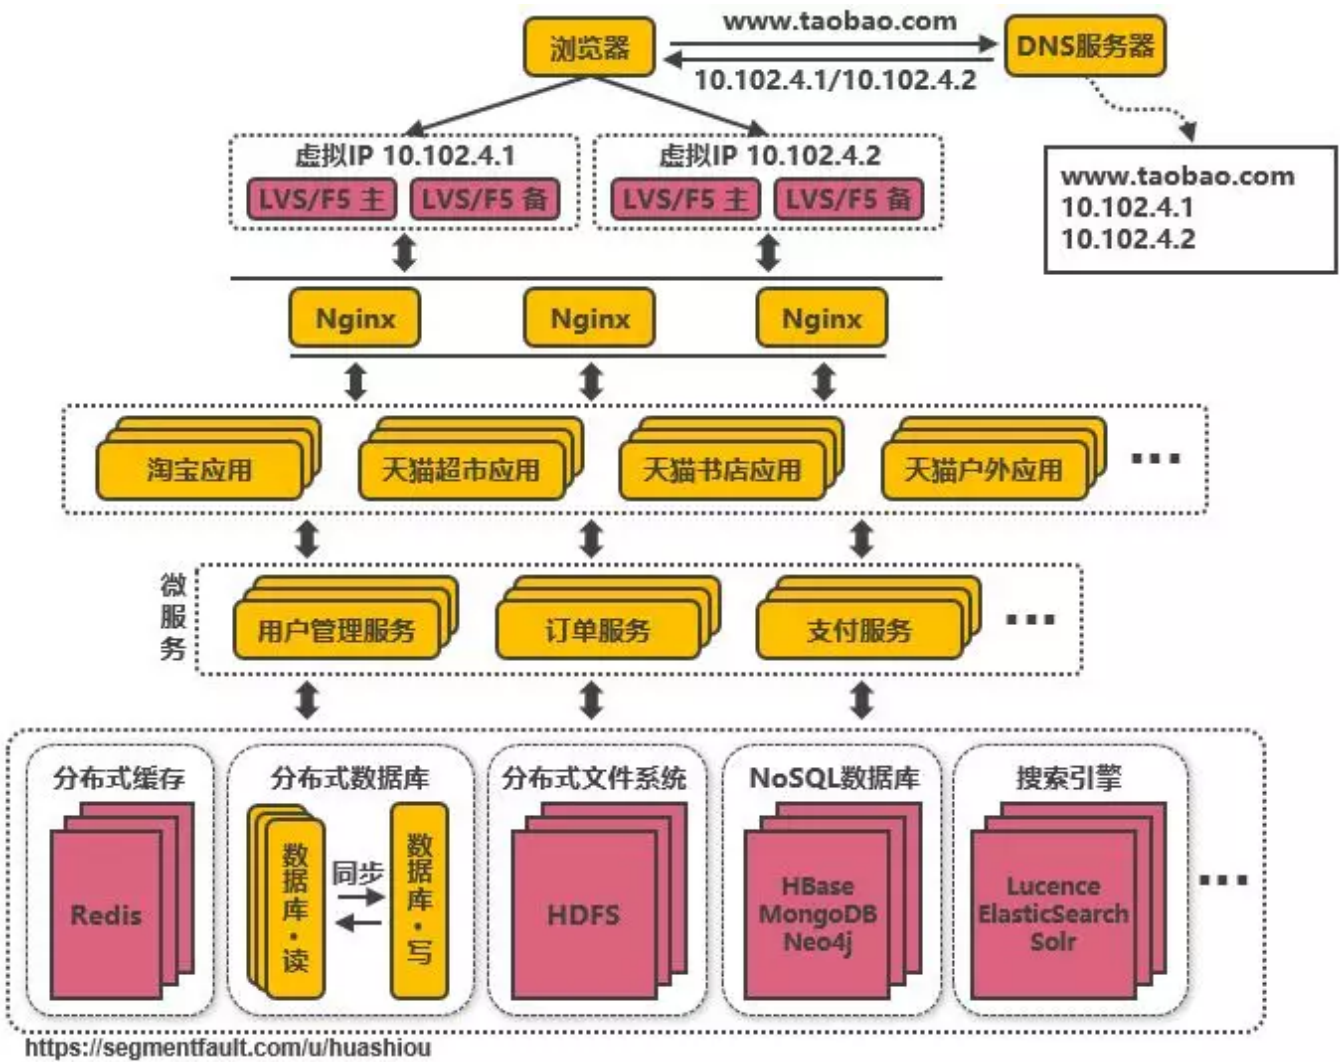 www.taobao.com
浏览器
DNS服务器
10.102.4.1/10.102.4.2
虚拟IP 10.102.4.1
LVS/F5 主
LVS/F5 备
虚拟IP 10.102.4.2
LVS/F5 主
LVS/F5 备
www.taobao.com
10.102.4.1
10.102.4.2
Nginx
Nginx
Nginx
淘宝应用
天猫超市应用
天猫书店应用
天猫户外应用
...
微服务
用户管理服务
订单服务
支付服务
...
分布式缓存
Redis
分布式数据库
数据库·读
同步
数据库·写
分布式文件系统
HDFS
NoSQL数据库
HBase
MongoDB
Neo4j
搜索引擎
Lucence
ElasticSearch
Solr
...
https://segmentfault.com/u/huashiou